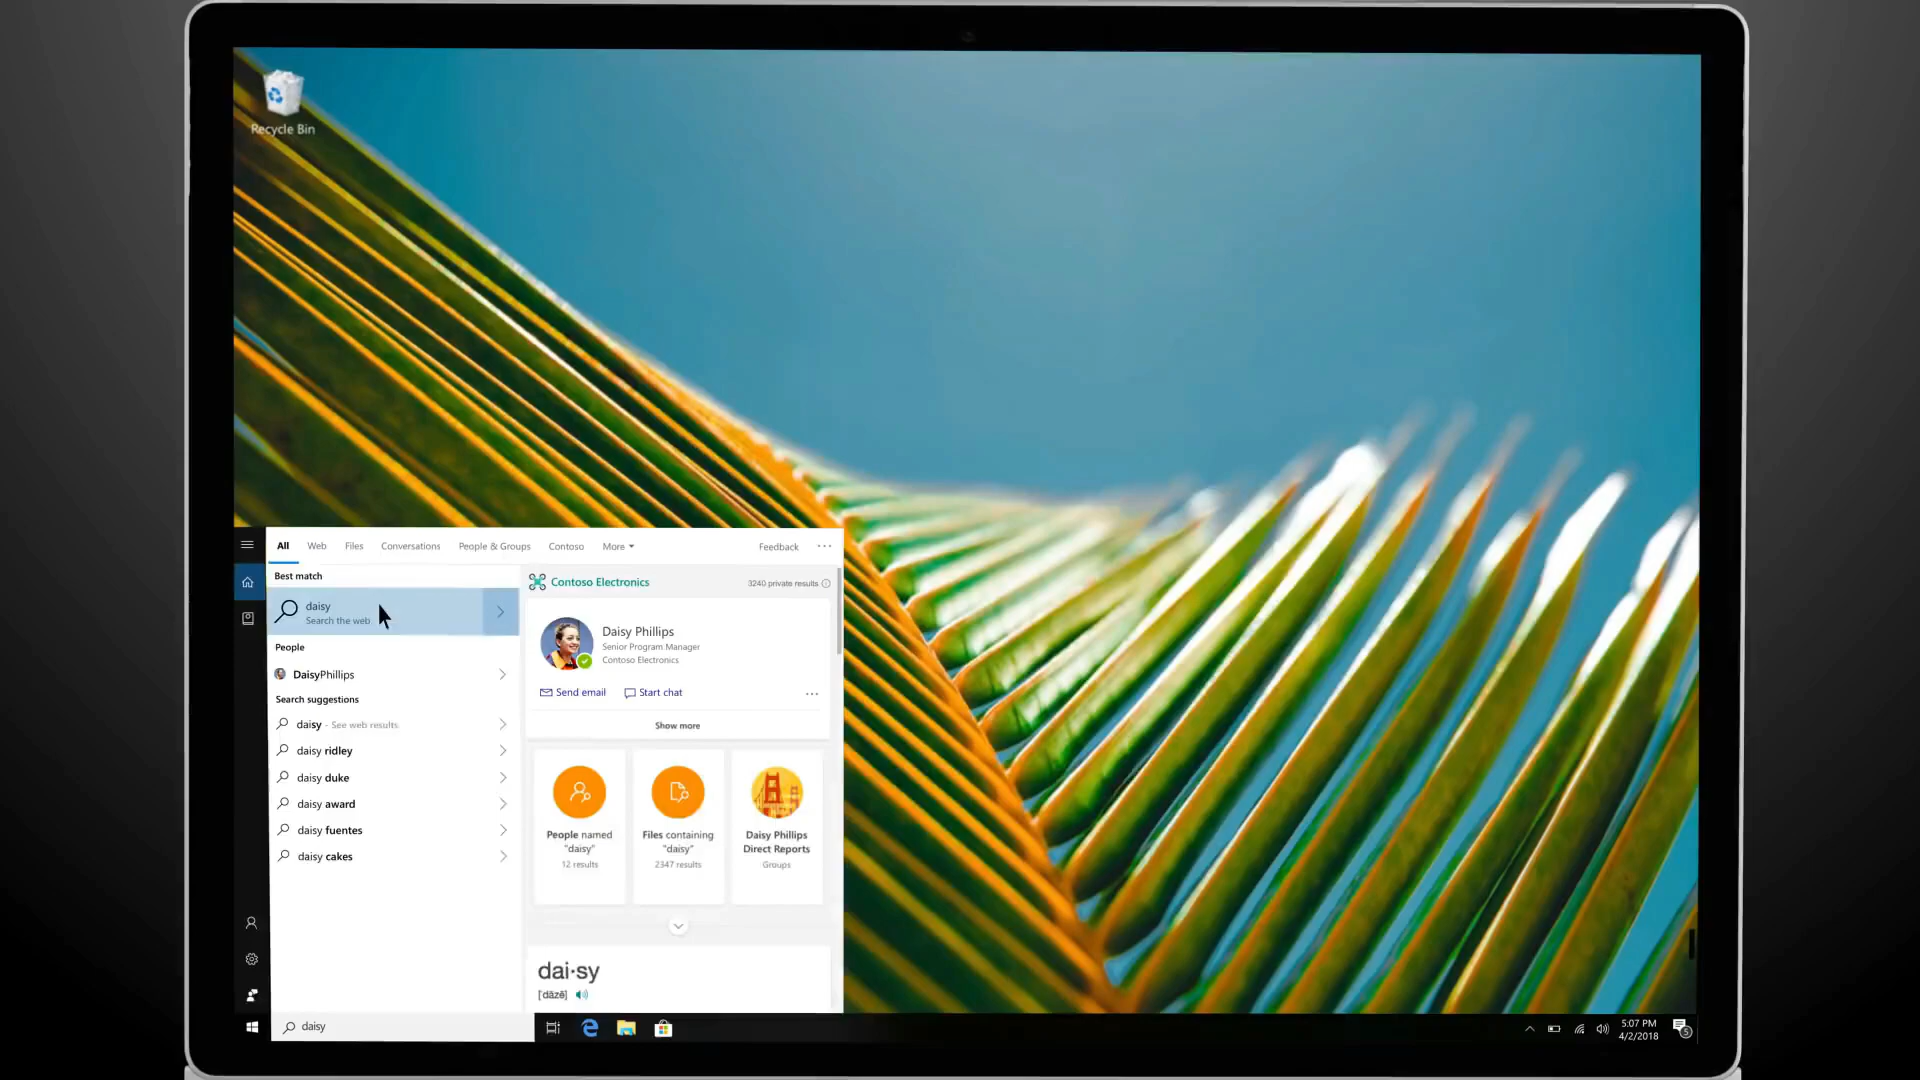 Recycle Bin
All Web Files Conversations People & Groups Contoso More Feedback
Best match
daisy
Search the web
People
DaisyPhillips
Search suggestions
daisy - See web results
daisy ridley
daisy duke
daisy award
daisy fuentes
daisy cakes
Contoso Electronics 3240 private results
Daisy Phillips
Senior Program Manager
Contoso Electronics
Send email Start chat
Show more
People named
"daisy"
12 results
Files containing
"daisy"
2347 results
Daisy Phillips
Direct Reports
Groups
dai·sy
[ˈdāzē]
daisy
5:07 PM
4/2/2018
5